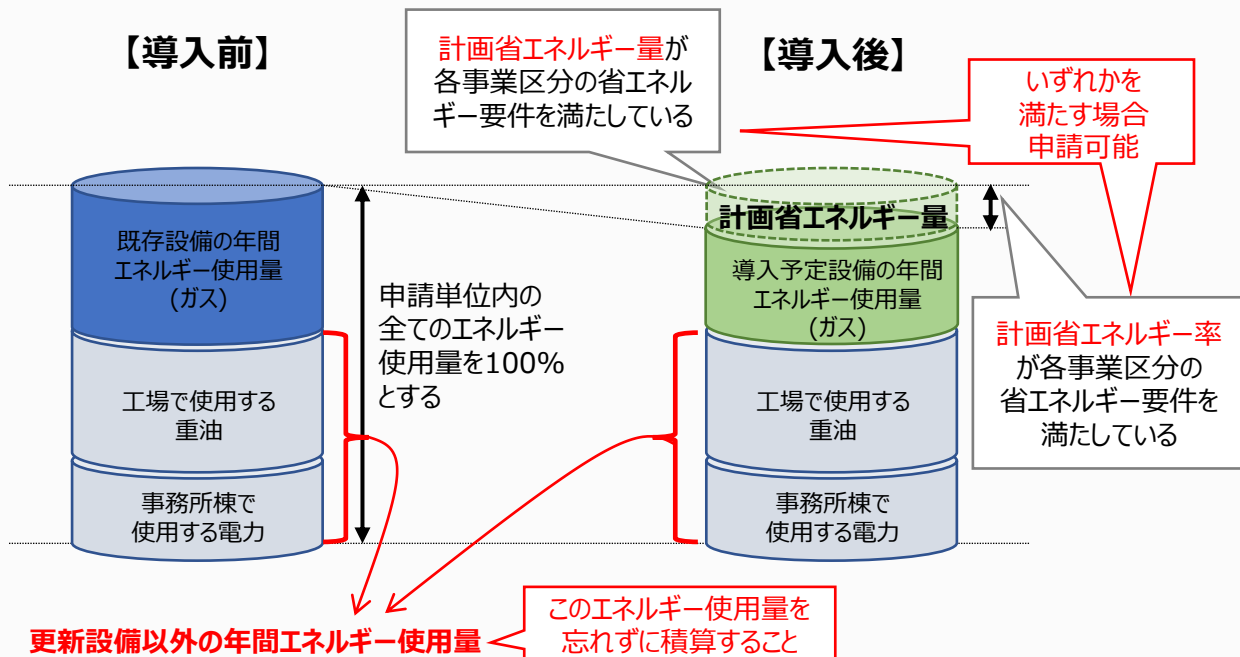 【導入前】
計画省エネルギー量が
各事業区分の省エネル
ギー要件を満たしている
【導入後】
いずれかを
満たす場合
申請可能
既存設備の年間
エネルギー使用量
(ガス)
工場で使用する
重油
事務所棟で
使用する電力
申請単位内の
全てのエネルギー
使用量を100%
とする
計画省エネルギー量
導入予定設備の年間
エネルギー使用量
(ガス)
工場で使用する
重油
事務所棟で
使用する電力
計画省エネルギー率
が各事業区分の
省エネルギー要件を
満たしている
更新設備以外の年間エネルギー使用量
このエネルギー使用量を
忘れずに積算すること